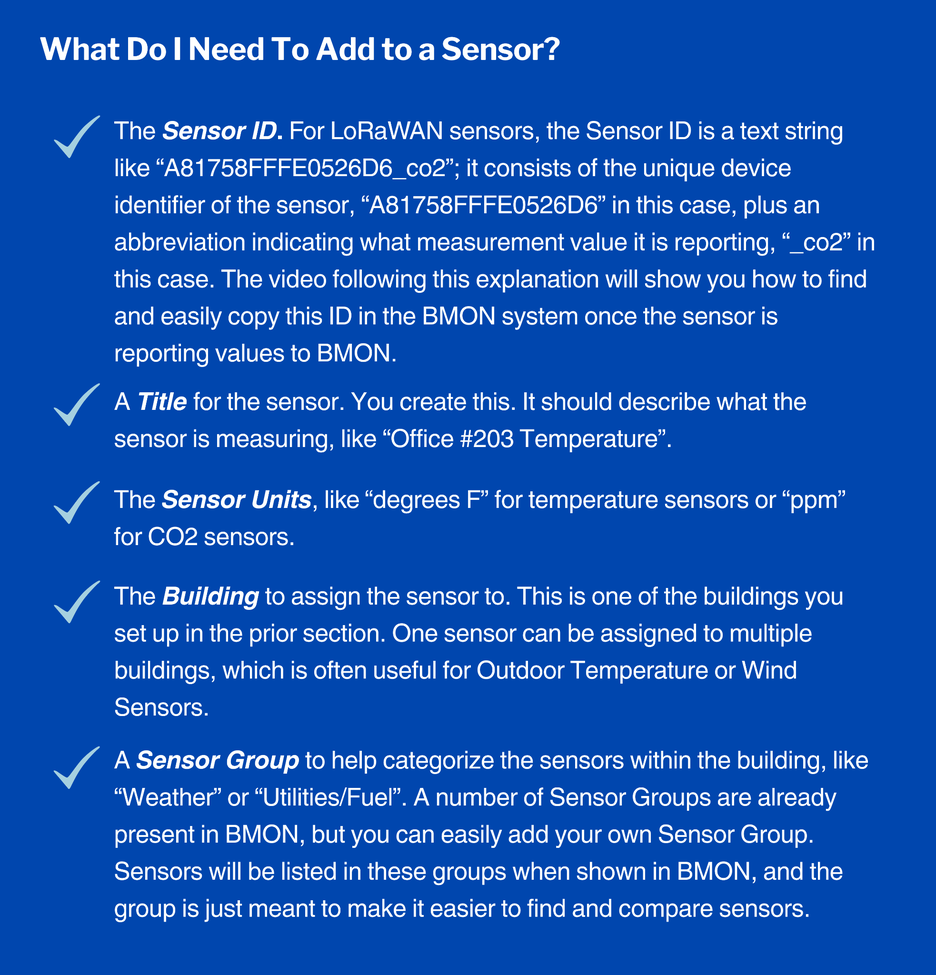 What Do I Need To Add to a Sensor?
The Sensor ID. For LoRaWAN sensors, the Sensor ID is a text string
like “A81758FFFE0526D6_co2”; it consists of the unique device
identifier of the sensor, “A81758FFFE0526D6” in this case, plus an
abbreviation indicating what measurement value it is reporting, “_co2” in
this case. The video following this explanation will show you how to find
and easily copy this ID in the BMON system once the sensor is
reporting values to BMON.
A Title for the sensor. You create this. It should describe what the
sensor is measuring, like “Office #203 Temperature”.
The Sensor Units, like “degrees F” for temperature sensors or “ppm”
for CO2 sensors.
The Building to assign the sensor to. This is one of the buildings you
set up in the prior section. One sensor can be assigned to multiple
buildings, which is often useful for Outdoor Temperature or Wind
Sensors.
A Sensor Group to help categorize the sensors within the building, like
“Weather” or “Utilities/Fuel”. A number of Sensor Groups are already
present in BMON, but you can easily add your own Sensor Group.
Sensors will be listed in these groups when shown in BMON, and the
group is just meant to make it easier to find and compare sensors.